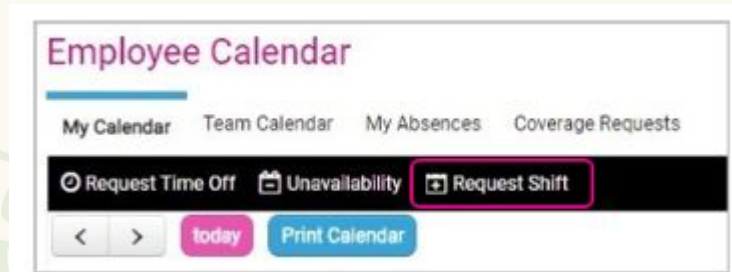 Employee Calendar
My Calendar Team Calendar My Absences Coverage Requests
Request Time Off Unavailability Request Shift
< > today Print Calendar